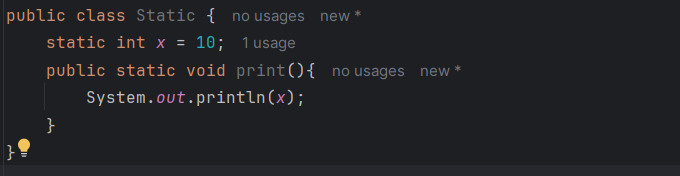 public class Static {  no usages  new *
    static int x = 10;  1 usage
    public static void print(){  no usages  new *
        System.out.println(x);
    }
}